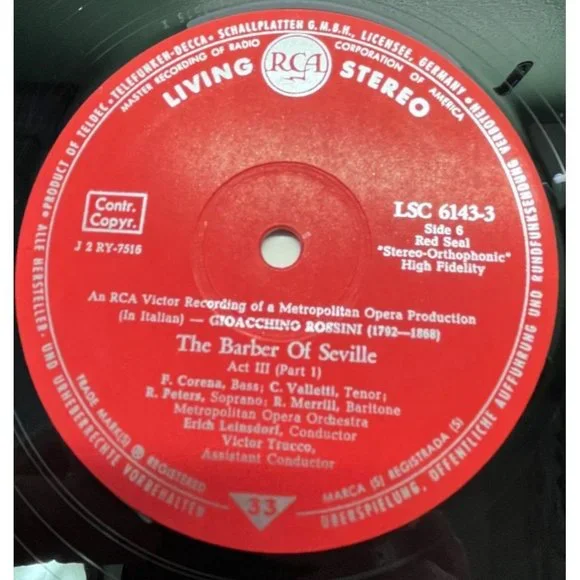 PRODUCT OF TELDEC · TELEFUNKEN-DECCA · SCHALLPLATTEN G.M.B.H., LICENSEE, GERMANY
MASTER RECORDING OF RADIO CORPORATION OF AMERICA
LIVING RCA STEREO
Contr.
Copyr.
J 2 RY-7516
LSC 6143-3
Side 6
Red Seal
"Stereo-Orthophonic"
High Fidelity
An RCA Victor Recording of a Metropolitan Opera Production
(In Italian) — GIOACCHINO ROSSINI (1792—1868)
The Barber Of Seville
Act III (Part 1)
F. Corena, Bass; C. Valletti, Tenor;
R. Peters, Soprano; R. Merrill, Baritone
Metropolitan Opera Orchestra
Erich Leinsdorf, Conductor
Victor Trucco,
Assistant Conductor
TRADE MARK(S) ® REGISTERED
33
MARCA (S) REGISTRADA (S)
ALLE HERSTELLER- UND URHEBERRECHTE VORBEHALTEN
ÜBERSPIELUNG, ÖFFENTLICHE AUFFÜHRUNG UND RUNDFUNKSENDUNG VERBOTEN